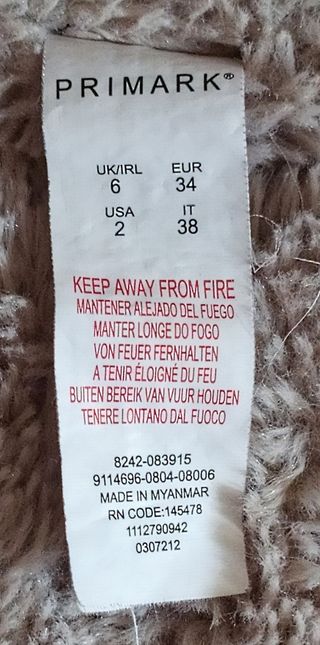 PRIMARK®
UK/IRL EUR
6 34
USA IT
2 38
KEEP AWAY FROM FIRE
MANTENER ALEJADO DEL FUEGO
MANTER LONGE DO FOGO
VON FEUER FERNHALTEN
A TENIR ÉLOIGNÉ DU FEU
BUITEN BEREIK VAN VUUR HOUDEN
TENERE LONTANO DAL FUOCO
8242-083915
9114696-0804-08006
MADE IN MYANMAR
RN CODE:145478
1112790942
0307212